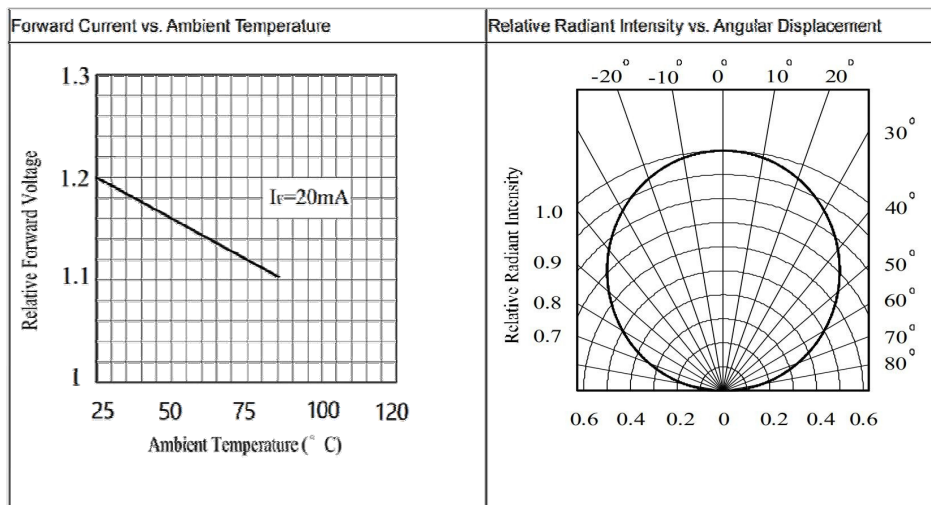 Forward Current vs. Ambient Temperature
1.3
1.2
1.1
1
Relative Forward Voltage
IF=20mA
25 50 75 100 120
Ambient Temperature (° C)
Relative Radiant Intensity vs. Angular Displacement
-20° -10° 0° 10° 20°
30°
40°
50°
60°
70°
80°
Relative Radiant Intensity
1.0
0.9
0.8
0.7
0.6 0.4 0.2 0 0.2 0.4 0.6